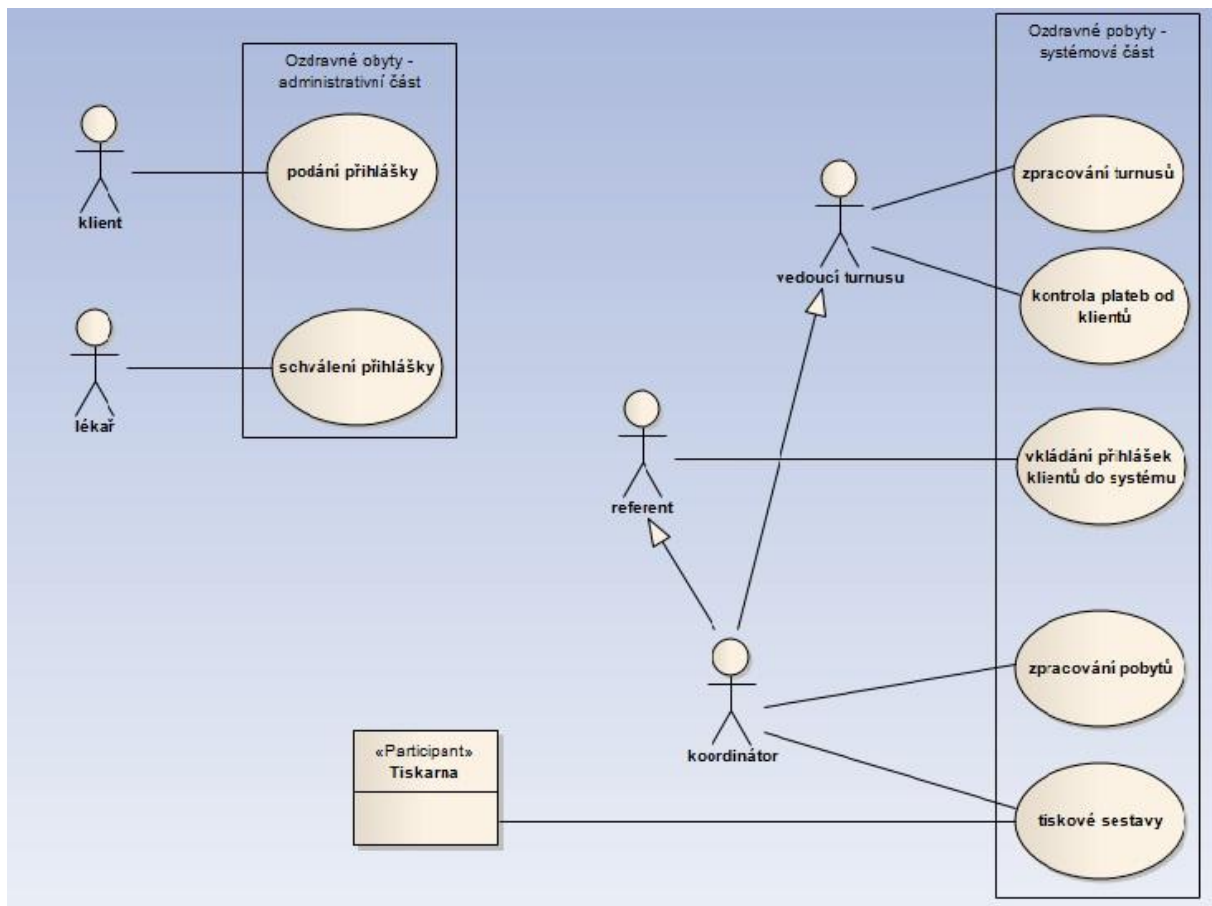 Ozdravné obyty -
administrativní část
podání přihlášky
klient
schválení přihlášky
lékař
Ozdravné pobyty -
systémová část
zpracování turnusů
vedoucí turnusu
kontrola plateb od
klientů
referent
vkládání přihlášek
klientů do systému
zpracování pobytů
koordinátor
«Participant»
Tiskarna
tiskové sestavy